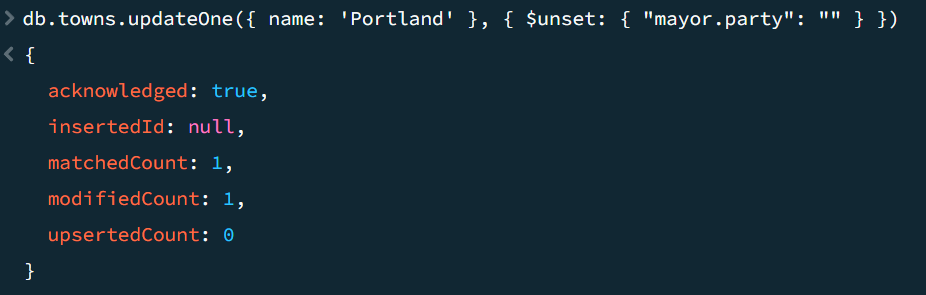 > db.towns.updateOne({ name: 'Portland' }, { $unset: { "mayor.party": "" } })
< {
acknowledged: true,
insertedId: null,
matchedCount: 1,
modifiedCount: 1,
upsertedCount: 0
}